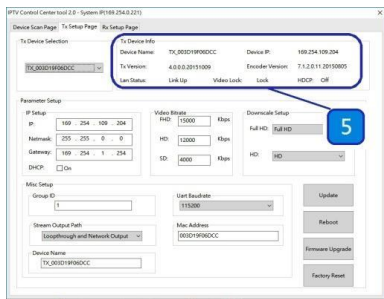 IPTV Control Center tool 2.0 - System IP(169.254.0.221)
Device Scan Page Tx Setup Page Rx Setup Page
Tx Device Selection
TX_003D19F06DCC
Tx Device Info
Device Name: TX_003D19F06DCC Device IP: 169.254.109.204
Tx Version: 4.0.0.0.20151009 Encoder Version: 7.1.2.0.11.20150805
Lan Status: Link Up Video Lock: Lock HDCP: Off
5
Parameter Setup
IP Setup
IP: 169 . 254 . 109 . 204
Netmask: 255 . 255 . 0 . 0
Gateway: 169 . 254 . 1 . 254
DHCP: On
Video Bitrate
FHD: 15000 Kbps
HD: 12000 Kbps
SD: 4000 Kbps
Downscale Setup
Full HD: Full HD
HD: HD
Misc Setup
Group ID
1
Uart Baudrate
115200
Stream Output Path
Loopthrough and Network Output
Mac Address
003D19F06DCC
Device Name
TX_003D19F06DCC
Update
Reboot
Firmware Upgrade
Factory Reset